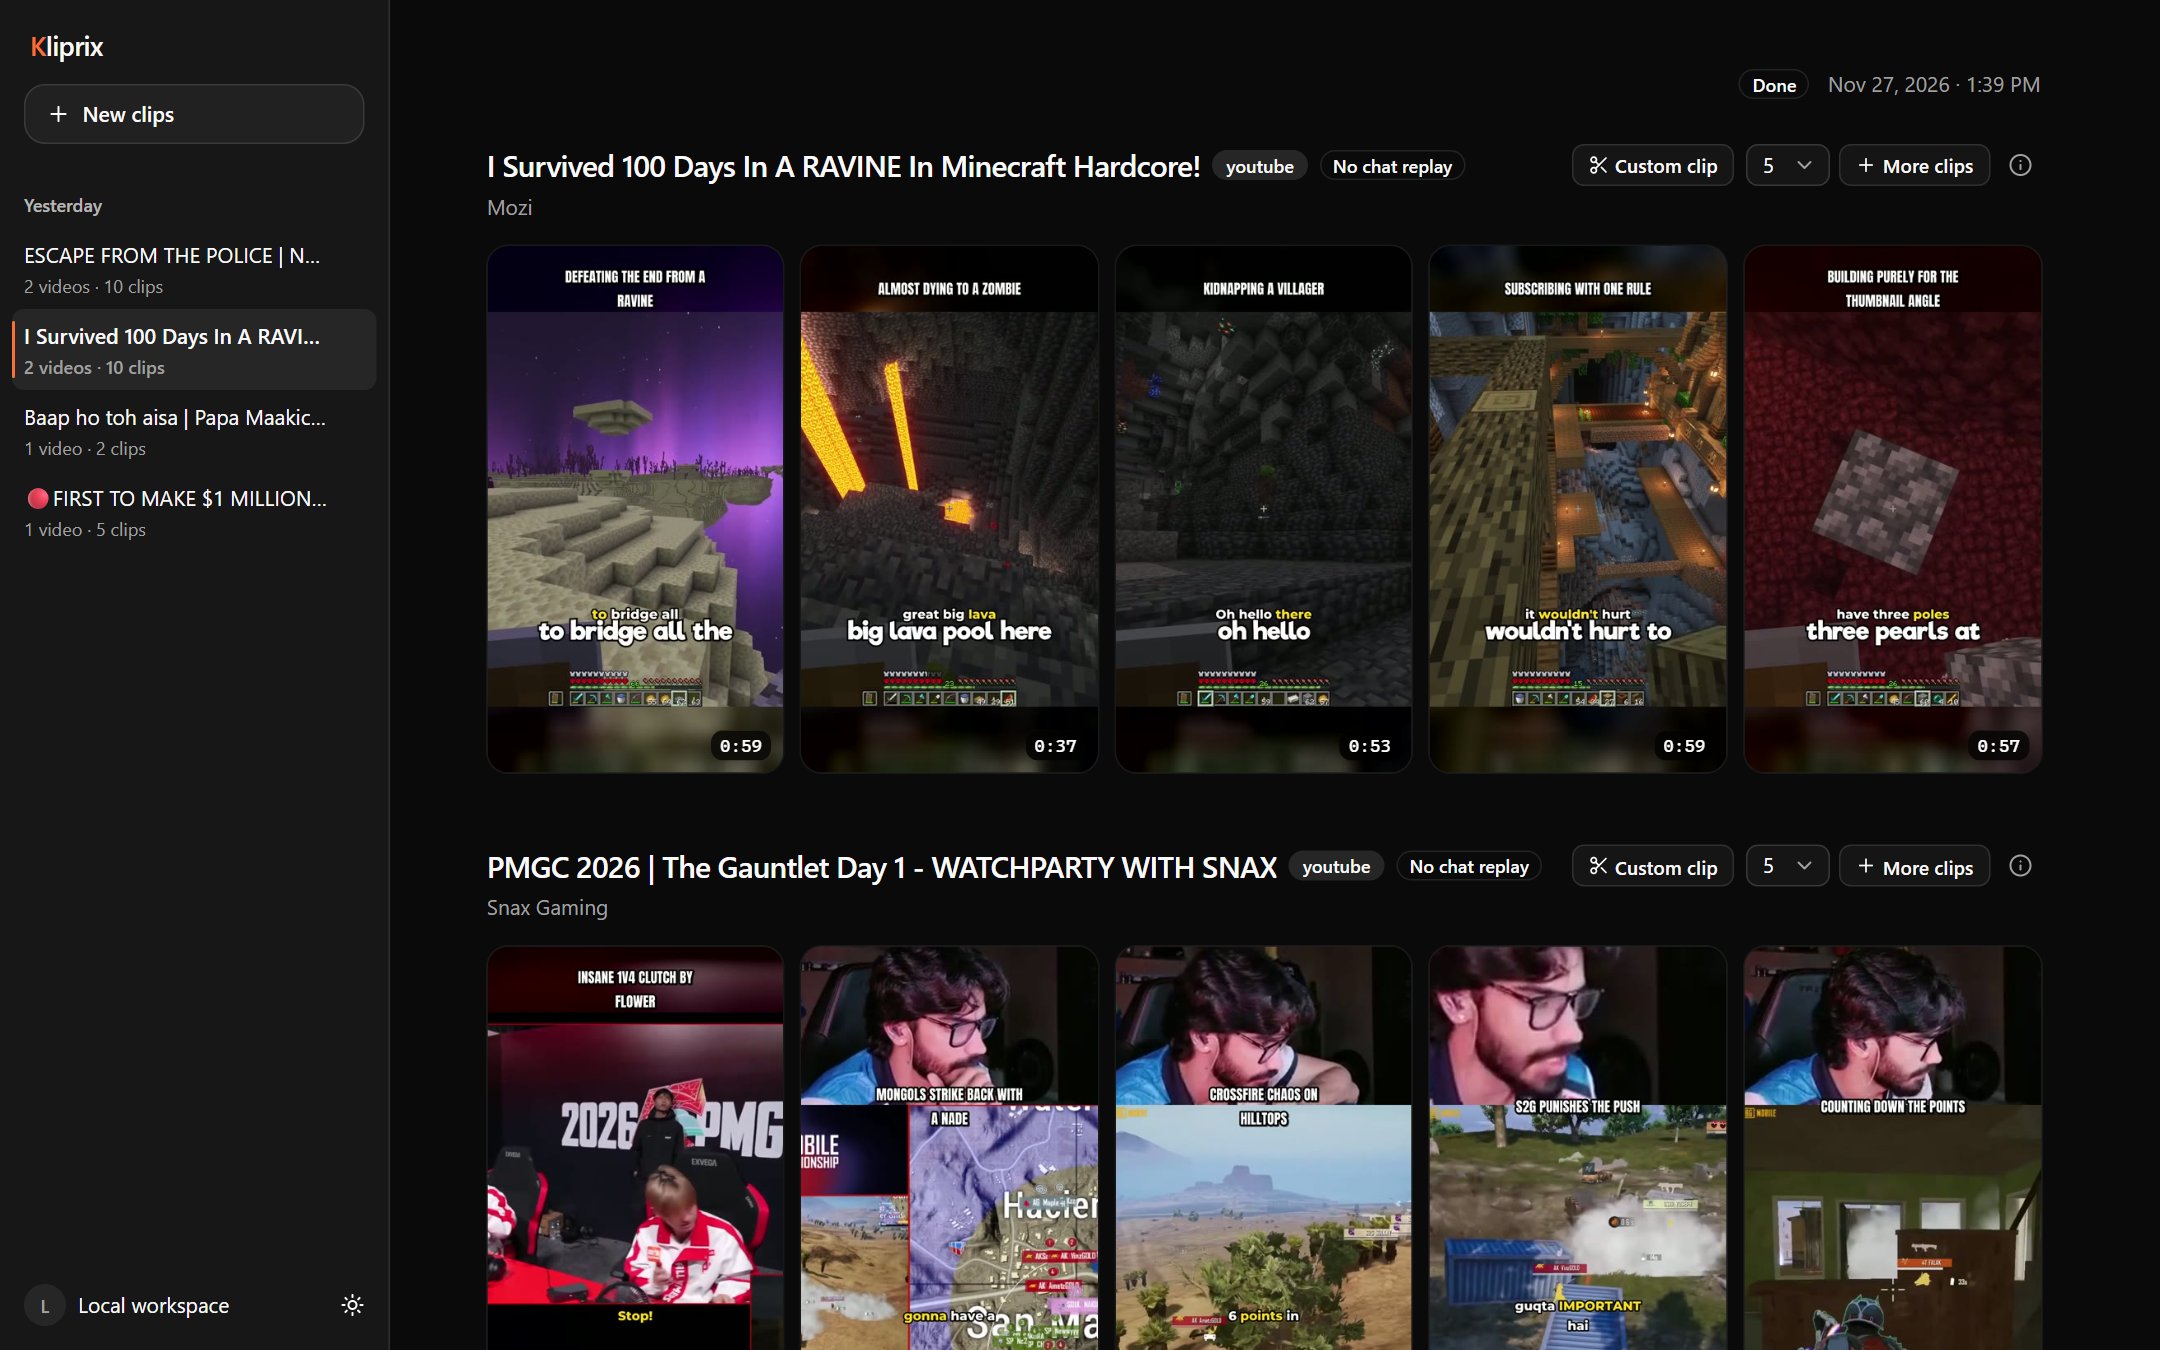 Kliprix
+ New clips
Yesterday
ESCAPE FROM THE POLICE | N...
2 videos · 10 clips
I Survived 100 Days In A RAVI...
2 videos · 10 clips
Baap ho toh aisa | Papa Maakic...
1 video · 2 clips
🔴 FIRST TO MAKE $1 MILLION...
1 video · 5 clips
L Local workspace
Done Nov 27, 2026 · 1:39 PM
I Survived 100 Days In A RAVINE In Minecraft Hardcore! youtube No chat replay Custom clip 5 + More clips
Mozi
DEFEATING THE END FROM A
RAVINE
to bridge all
to bridge all the
0:59
ALMOST DYING TO A ZOMBIE
great big lava
big lava pool here
0:37
KIDNAPPING A VILLAGER
Oh hello there
oh hello
0:53
SUBSCRIBING WITH ONE RULE
it wouldn't hurt
wouldn't hurt to
0:59
BUILDING PURELY FOR THE
THUMBNAIL ANGLE
have three poles
three pearls at
0:57
PMGC 2026 | The Gauntlet Day 1 - WATCHPARTY WITH SNAX youtube No chat replay Custom clip 5 + More clips
Snax Gaming
INSANE 1V4 CLUTCH BY
FLOWER
2026 PMG
EXVEGA
Stop!
MONGOLS STRIKE BACK WITH
A NADE
gonna have a
San Ma
CROSSFIRE CHAOS ON
HILLTOPS
6 points in
S2G PUNISHES THE PUSH
guqta IMPORTANT
hai
COUNTING DOWN THE POINTS
MOBILE